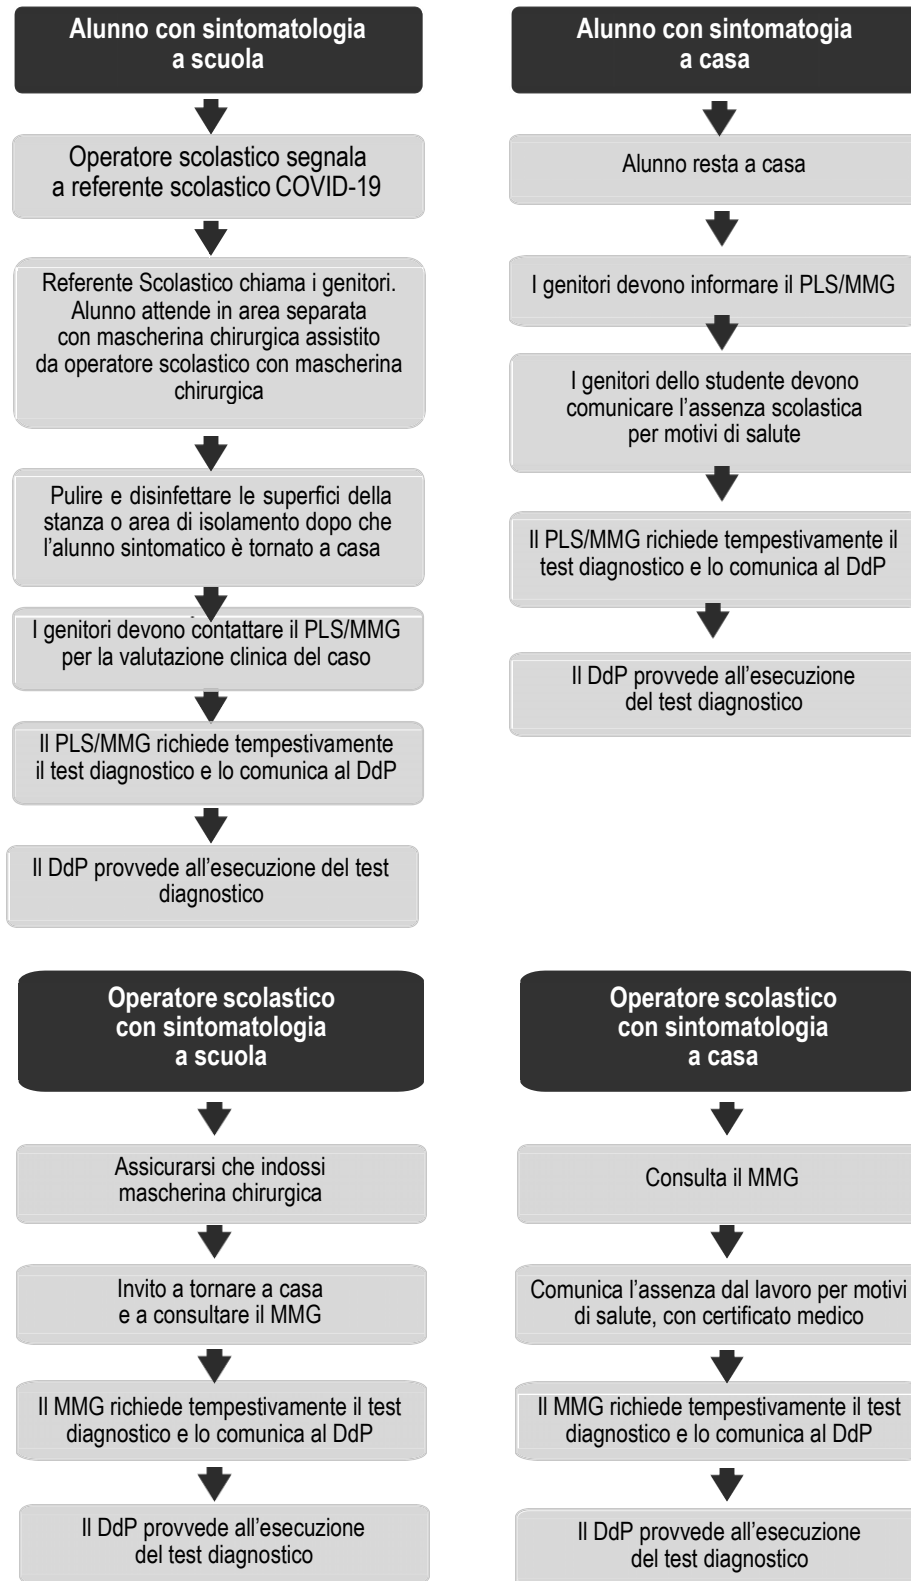 Alunno con sintomatologia
a scuola
Operatore scolastico segnala
a referente scolastico COVID-19
Referente Scolastico chiama i genitori.
Alunno attende in area separata
con mascherina chirurgica assistito
da operatore scolastico con mascherina
chirurgica
Pulire e disinfettare le superfici della
stanza o area di isolamento dopo che
l’alunno sintomatico è tornato a casa
I genitori devono contattare il PLS/MMG
per la valutazione clinica del caso
Il PLS/MMG richiede tempestivamente
il test diagnostico e lo comunica al DdP
Il DdP provvede all’esecuzione del test
diagnostico
Alunno con sintomatogia
a casa
Alunno resta a casa
I genitori devono informare il PLS/MMG
I genitori dello studente devono
comunicare l’assenza scolastica
per motivi di salute
Il PLS/MMG richiede tempestivamente il
test diagnostico e lo comunica al DdP
Il DdP provvede all’esecuzione
del test diagnostico
Operatore scolastico
con sintomatologia
a scuola
Assicurarsi che indossi
mascherina chirurgica
Invito a tornare a casa
e a consultare il MMG
Il MMG richiede tempestivamente il test
diagnostico e lo comunica al DdP
Il DdP provvede all’esecuzione
del test diagnostico
Operatore scolastico
con sintomatologia
a casa
Consulta il MMG
Comunica l’assenza dal lavoro per motivi
di salute, con certificato medico
Il MMG richiede tempestivamente il test
diagnostico e lo comunica al DdP
Il DdP provvede all’esecuzione
del test diagnostico